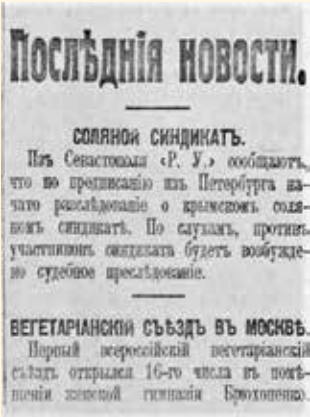 Послѣднія новости.
СОЛЯНОЙ СИНДИКАТЪ.
Изъ Севастополя «Р. У.» сообщаютъ,
что по предписанію изъ Петербурга на-
чато разслѣдованіе о крымскомъ соля-
номъ синдикатѣ. По слухамъ, противъ
участниковъ синдиката будетъ возбужде-
но судебное преслѣдованіе.
ВЕГЕТАРІАНСКІЙ СЪѢЗДЪ ВЪ МОСКВѢ.
Первый всероссійскій вегетаріанскій
съѣздъ открылся 16-го числа въ помѣ-
щеніи женской гимназіи Брюхоненко.